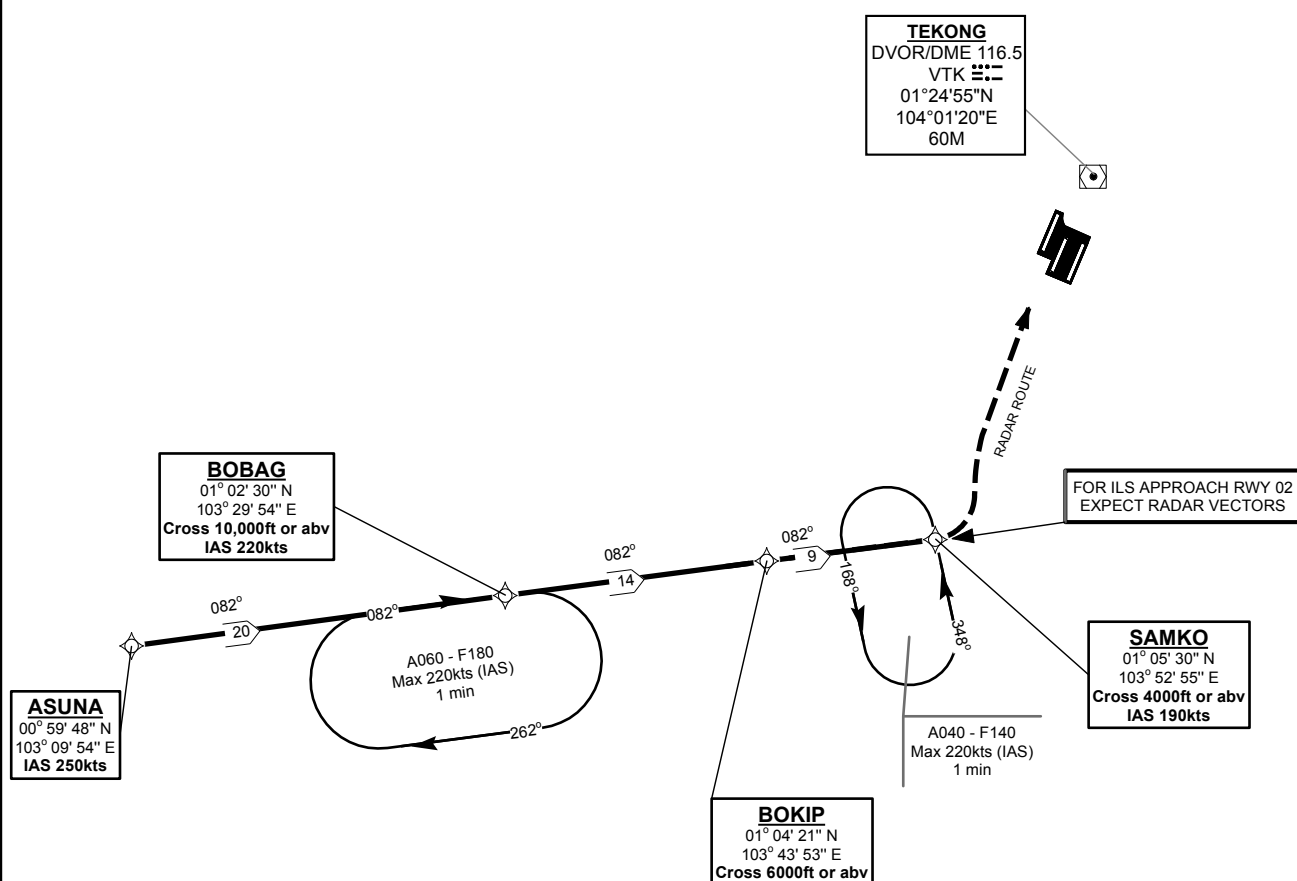 TEKONG
DVOR/DME 116.5
VTK
01°24'55"N
104°01'20"E
60M
RADAR ROUTE
BOBAG
01° 02' 30" N
103° 29' 54" E
Cross 10,000ft or abv
IAS 220kts
FOR ILS APPROACH RWY 02
EXPECT RADAR VECTORS
082°
20
082°
082°
14
082°
9
168°
348°
A060 - F180
Max 220kts (IAS)
1 min
262°
ASUNA
00° 59' 48" N
103° 09' 54" E
IAS 250kts
SAMKO
01° 05' 30" N
103° 52' 55" E
Cross 4000ft or abv
IAS 190kts
A040 - F140
Max 220kts (IAS)
1 min
BOKIP
01° 04' 21" N
103° 43' 53" E
Cross 6000ft or abv